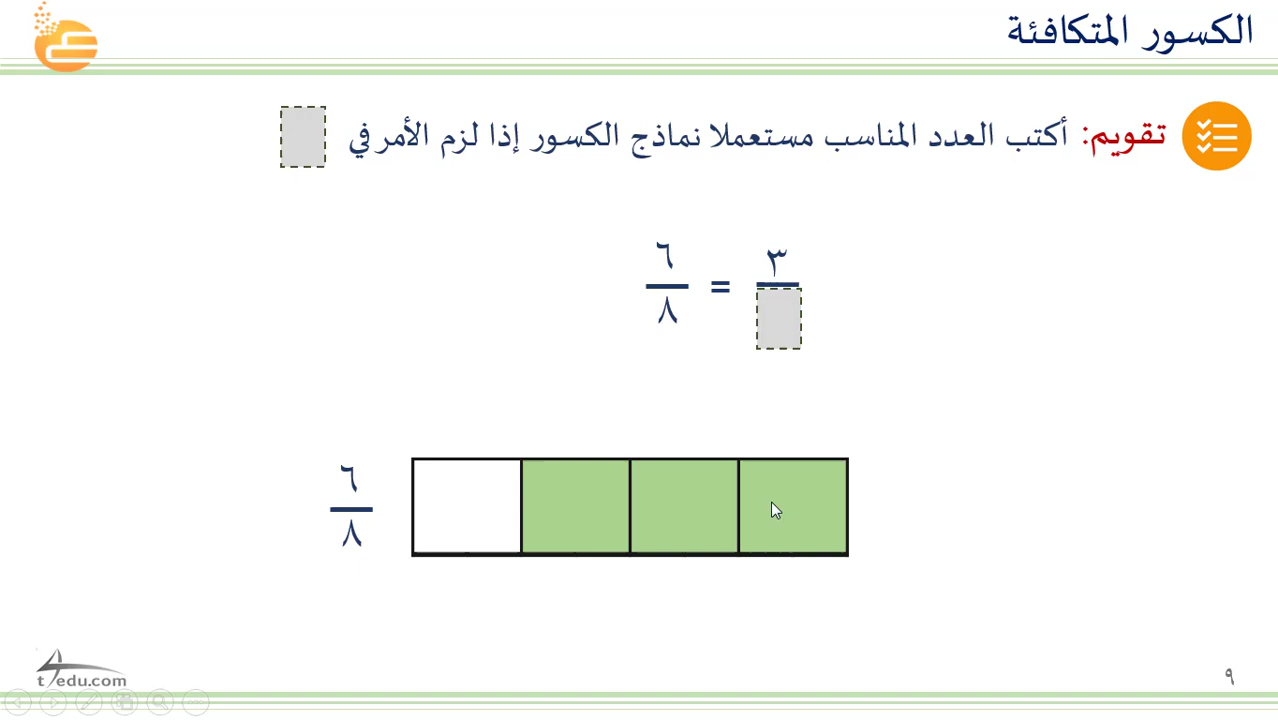 الكسور المتكافئة
تقويم: أكتب العدد المناسب مستعملا نماذج الكسور إذا لزم الأمر في
٣ = ٦
٨
٦
٨
t4edu.com
٩